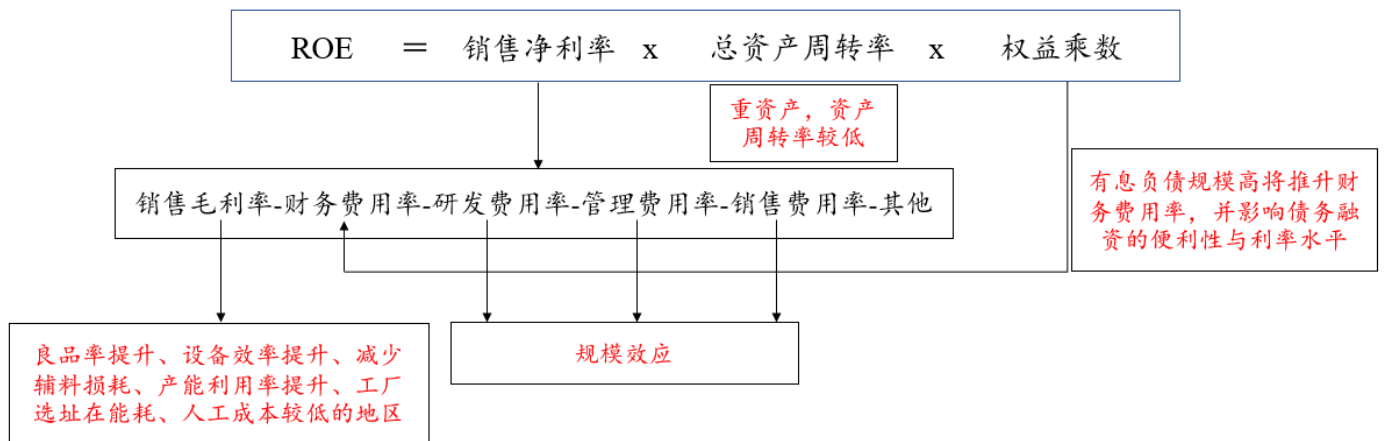 ROE = 销售净利率 x 总资产周转率 x 权益乘数
重资产，资产
周转率较低
有息负债规模高将推升财
务费用率，并影响债务融
资的便利性与利率水平
销售毛利率-财务费用率-研发费用率-管理费用率-销售费用率-其他
良品率提升、设备效率提升、减少
辅料损耗、产能利用率提升、工厂
选址在能耗、人工成本较低的地区
规模效应